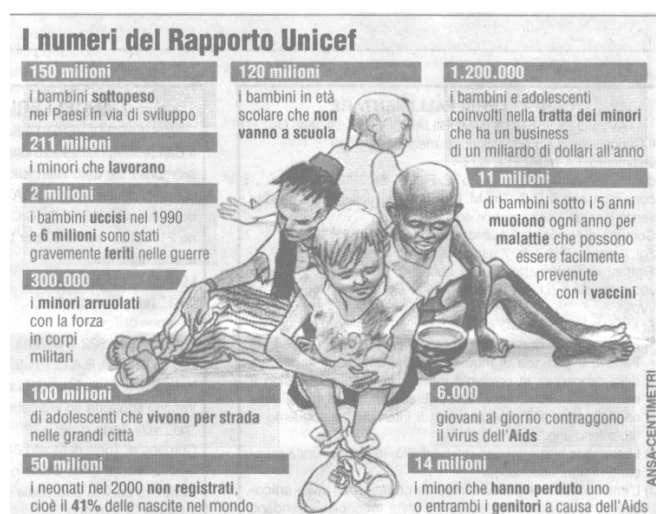 I numeri del Rapporto Unicef
150 milioni
i bambini sottopeso
nei Paesi in via di sviluppo
211 milioni
i minori che lavorano
2 milioni
i bambini uccisi nel 1990
e 6 milioni sono stati
gravemente feriti nelle guerre
300.000
i minori arruolati
con la forza
in corpi
militari
100 milioni
di adolescenti che vivono per strada
nelle grandi città
50 milioni
i neonati nel 2000 non registrati,
cioè il 41% delle nascite nel mondo
120 milioni
i bambini in età
scolare che non
vanno a scuola
1.200.000
i bambini e adolescenti
coinvolti nella tratta dei minori
che ha un business
di un miliardo di dollari all'anno
11 milioni
di bambini sotto i 5 anni
muoiono ogni anno per
malattie che possono
essere facilmente
prevenute
con i vaccini
6.000
giovani al giorno contraggono
il virus dell'Aids
14 milioni
i minori che hanno perduto uno
o entrambi i genitori a causa dell'Aids
ANSA-CENTIMETRI